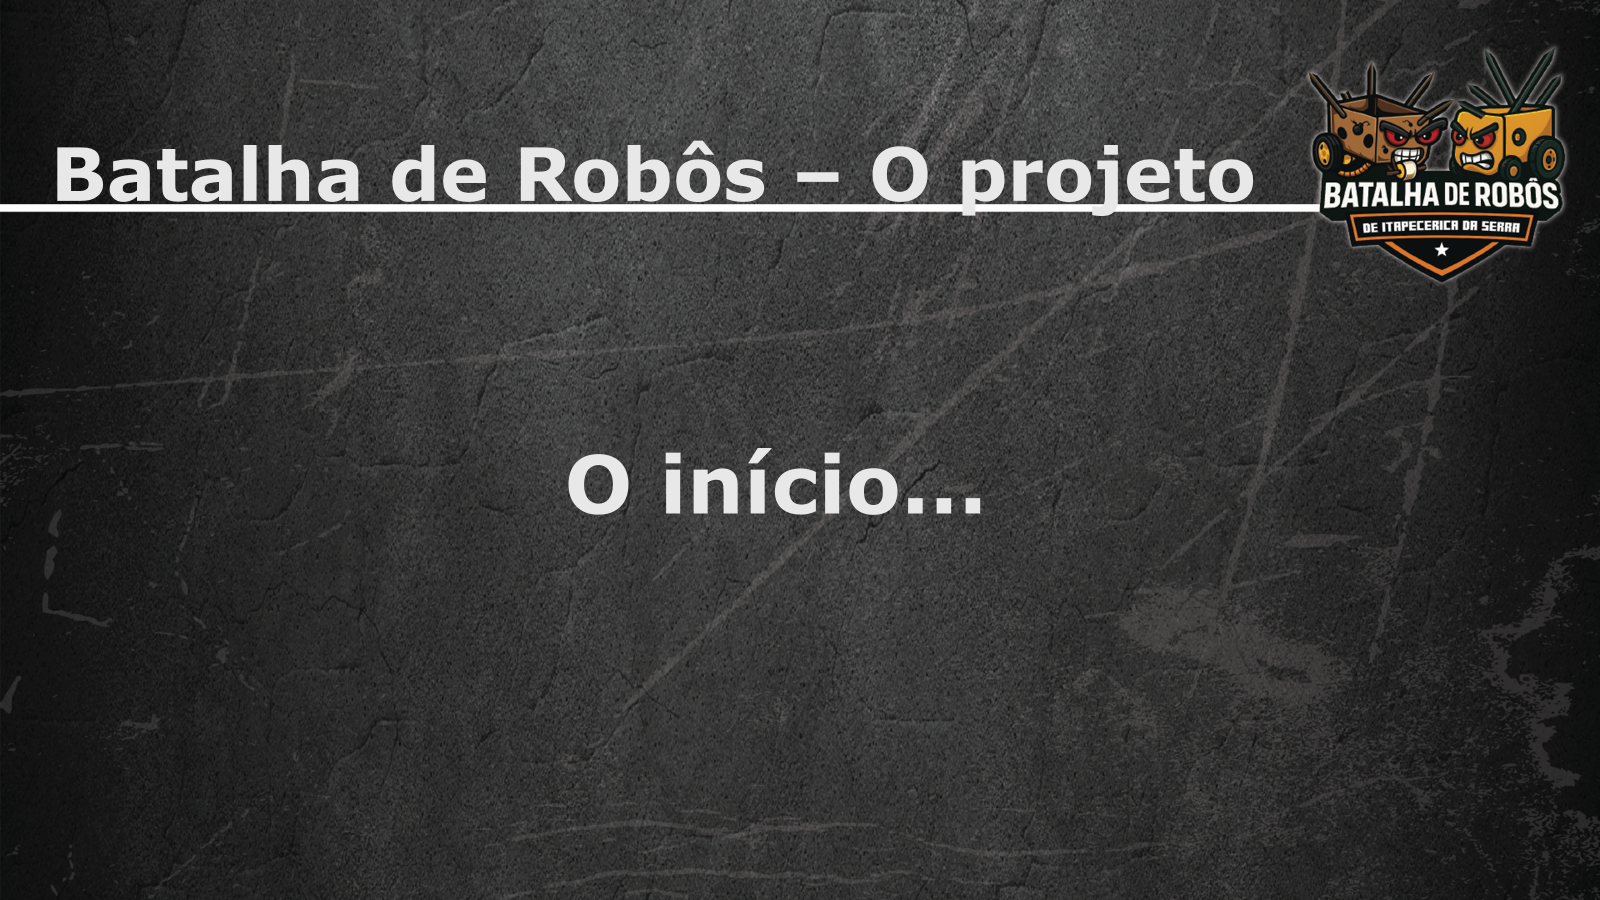 Batalha de Robôs – O projeto
BATALHA DE ROBÔS
DE ITAPECERICA DA SERRA
O início...